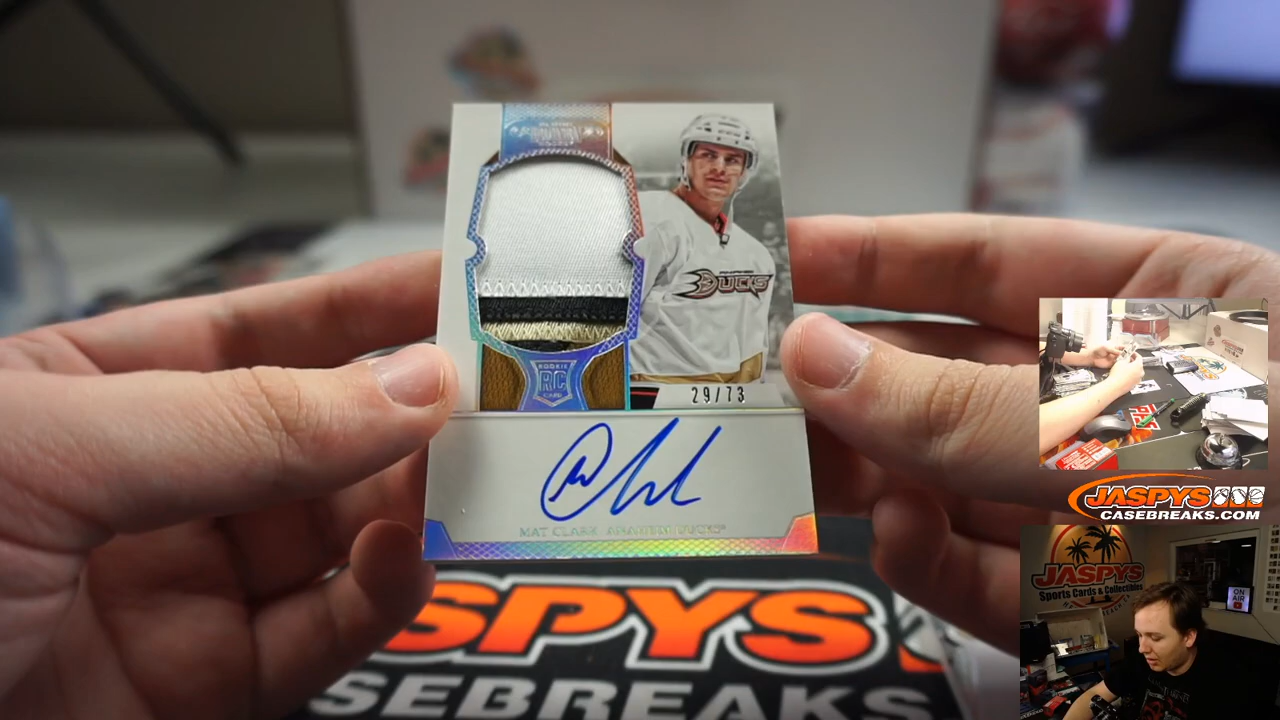 ROOKIE
RC
CARD
DUCKS
29/73
MAT CLARK ANAHEIM DUCKS
SPYS
SEBREAKS
JASPYS
CASEBREAKS.COM
JASPYS
Sports Cards & Collectibles
ON
AIR